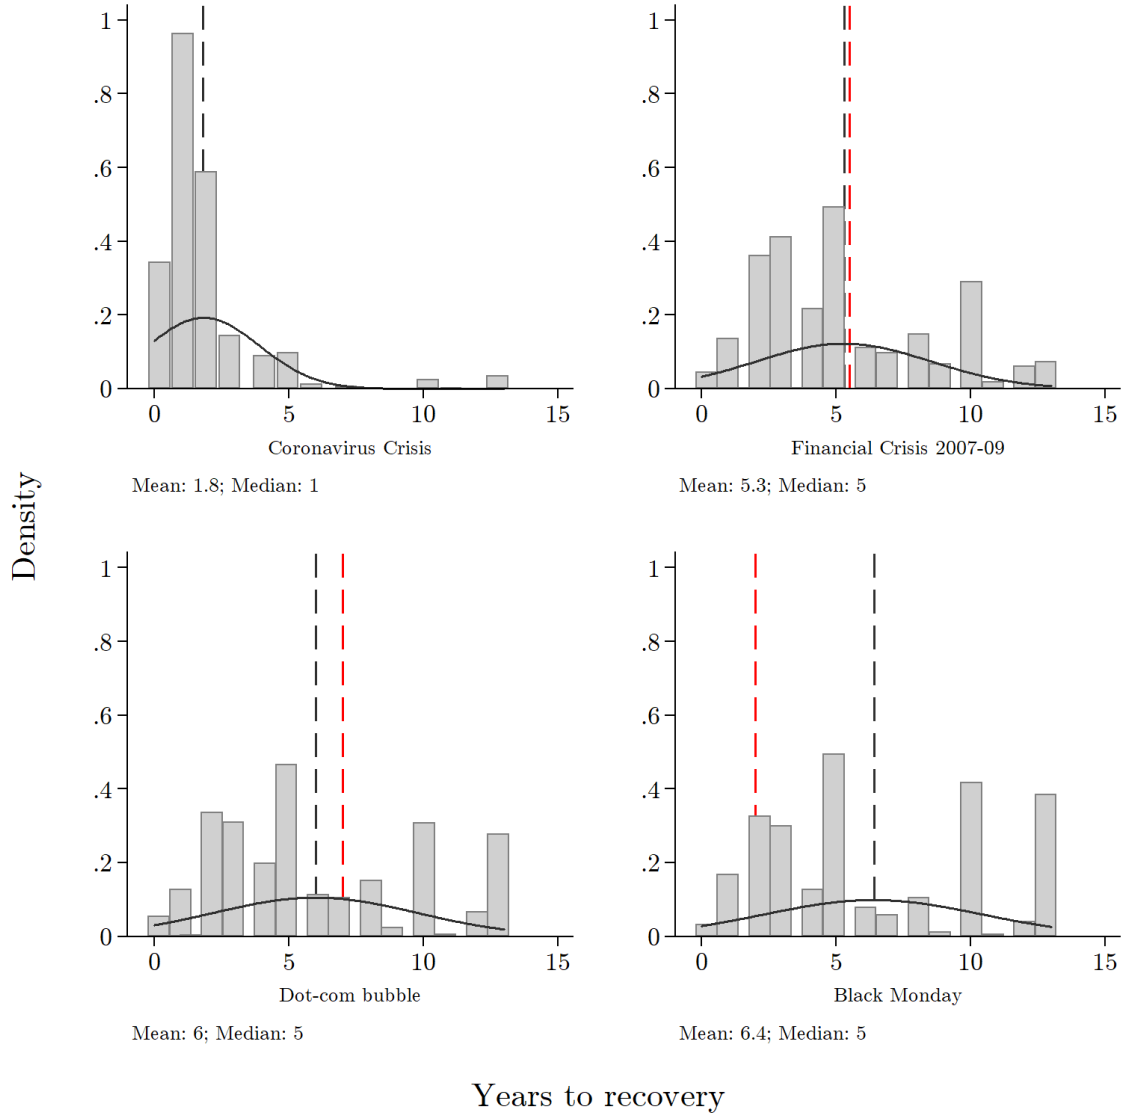 Density
1
.8
.6
.4
.2
0
0 5 10 15
Coronavirus Crisis
Mean: 1.8; Median: 1
1
.8
.6
.4
.2
0
0 5 10 15
Financial Crisis 2007-09
Mean: 5.3; Median: 5
1
.8
.6
.4
.2
0
0 5 10 15
Dot-com bubble
Mean: 6; Median: 5
1
.8
.6
.4
.2
0
0 5 10 15
Black Monday
Mean: 6.4; Median: 5
Years to recovery